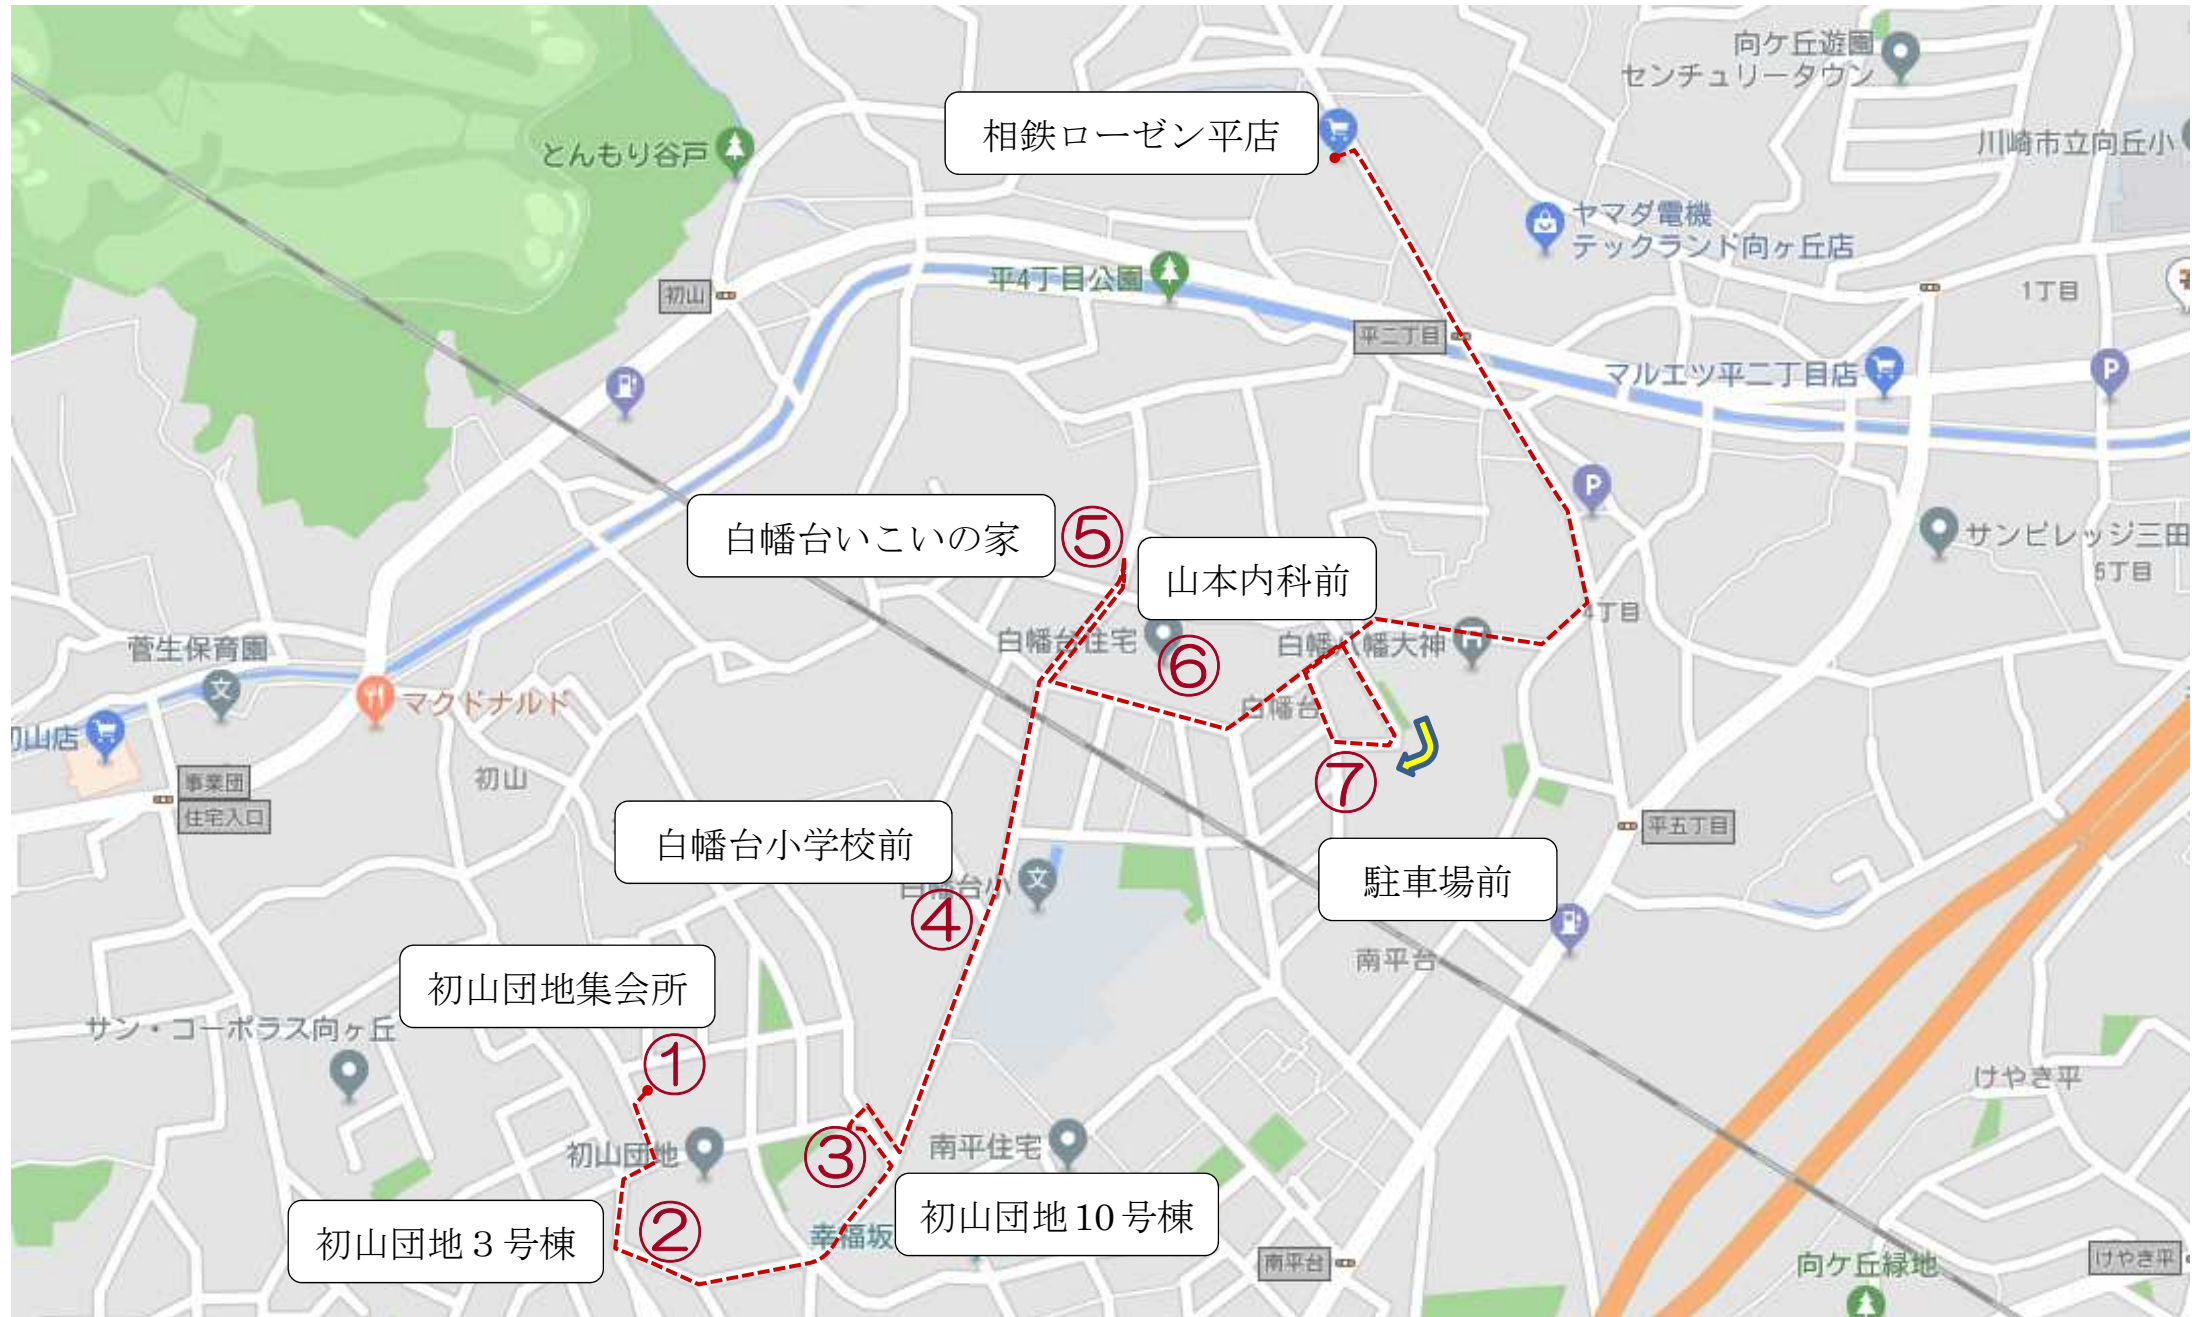 向ケ丘遊園
センチュリータウン
相鉄ローゼン平店
とんもり谷戸
川崎市立向丘小
ヤマダ電機
テックランド向ヶ丘店
平4丁目公園
初山
1丁目
平二丁目
マルエツ平二丁目店
P
P
白幡台いこいの家
⑤
サンビレッジ三田
5丁目
山本内科前
4丁目
白幡台住宅
⑥
白幡八幡大神
菅生保育園
文
マクドナルド
白幡台
初山店
事業団
住宅入口
初山
⑦
白幡台小学校前
平五丁目
駐車場前
白幡台小
文
④
南平台
初山団地集会所
サン・コーポラス向ヶ丘
①
けやき平
初山団地
③
南平住宅
初山団地3号棟
②
幸福坂
初山団地10号棟
南平台
向ケ丘緑地
けやき平